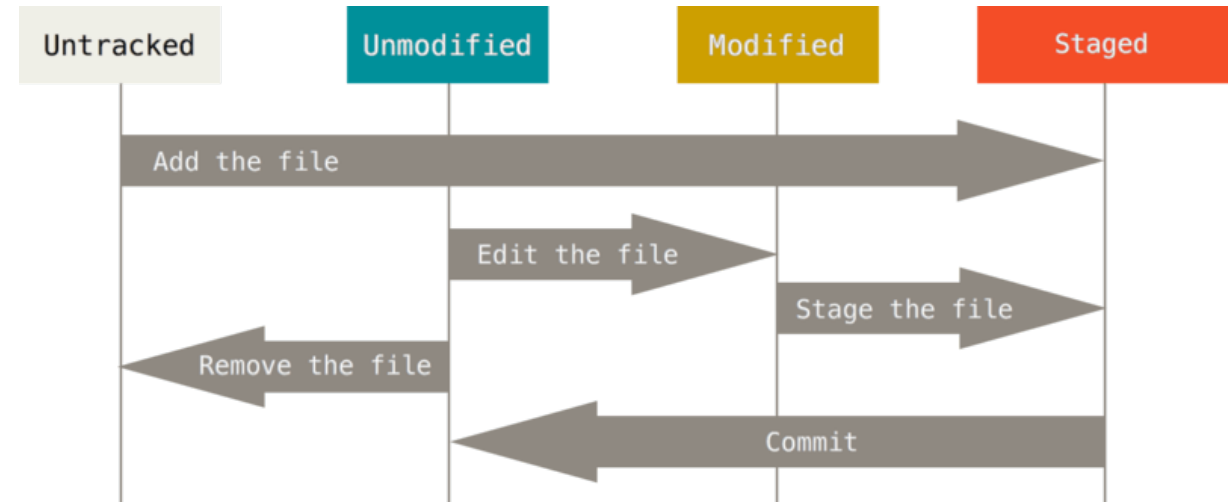 Untracked
Unmodified
Modified
Staged
Add the file
Edit the file
Stage the file
Remove the file
Commit